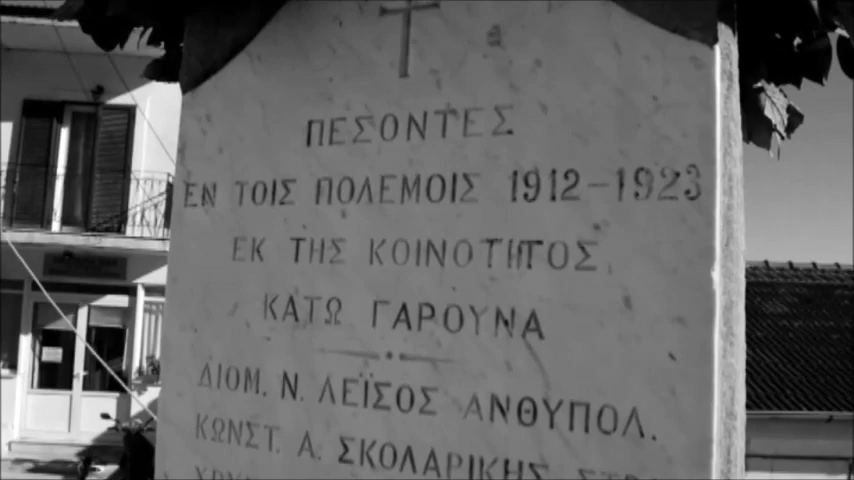 ΠΕΣΟΝΤΕΣ
ΕΝ ΤΟΙΣ ΠΟΛΕΜΟΙΣ 1912-1923
ΕΚ ΤΗΣ ΚΟΙΝΟΤΗΤΟΣ
ΚΑΤΩ ΓΑΡΟΥΝΑ
ΔΙΟΜ. Ν. ΛΕΪΣΟΣ ΑΝΘΥΠΟΛ.
ΚΩΝΣΤ. Α. ΣΚΟΛΑΡΙΚΗΣ